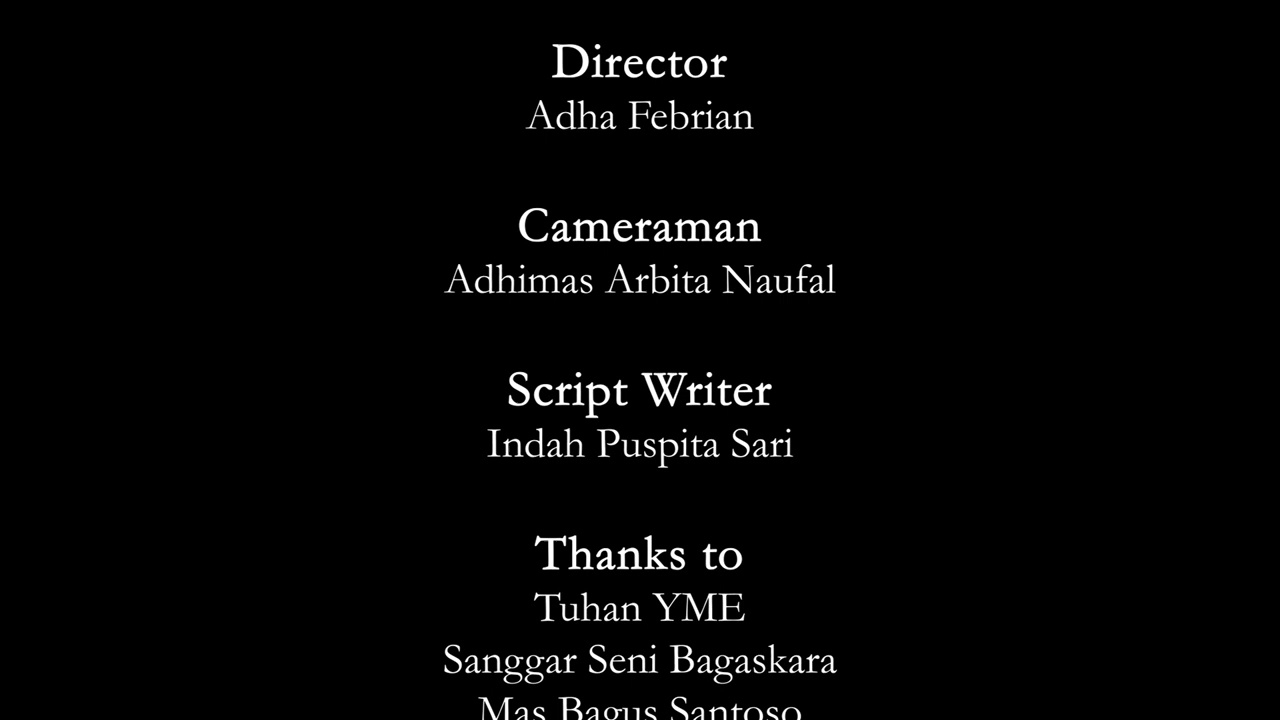 Director
Adha Febrian
Cameraman
Adhimas Arbita Naufal
Script Writer
Indah Puspita Sari
Thanks to
Tuhan YME
Sanggar Seni Bagaskara
Mas Bagus Santoso